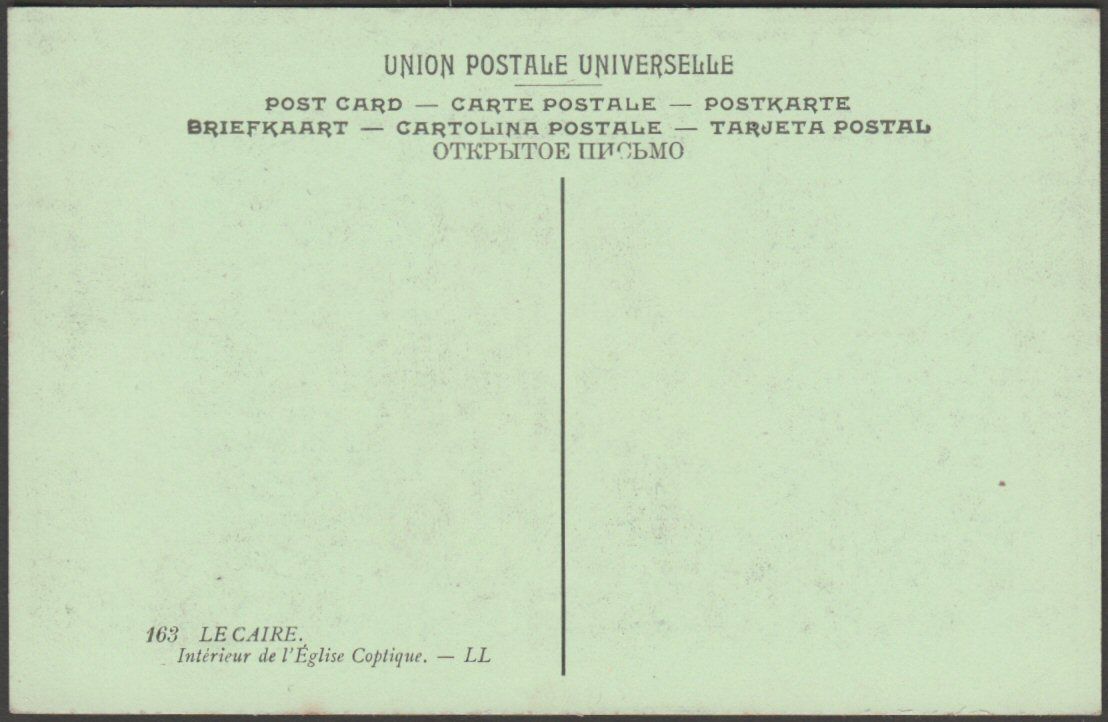 UNION POSTALE UNIVERSELLE
POST CARD — CARTE POSTALE — POSTKARTE
BRIEFKAART — CARTOLINA POSTALE — TARJETA POSTAL
ОТКРЫТОЕ ПИСЬМО
163 LE CAIRE.
Intérieur de l'Église Coptique. — LL